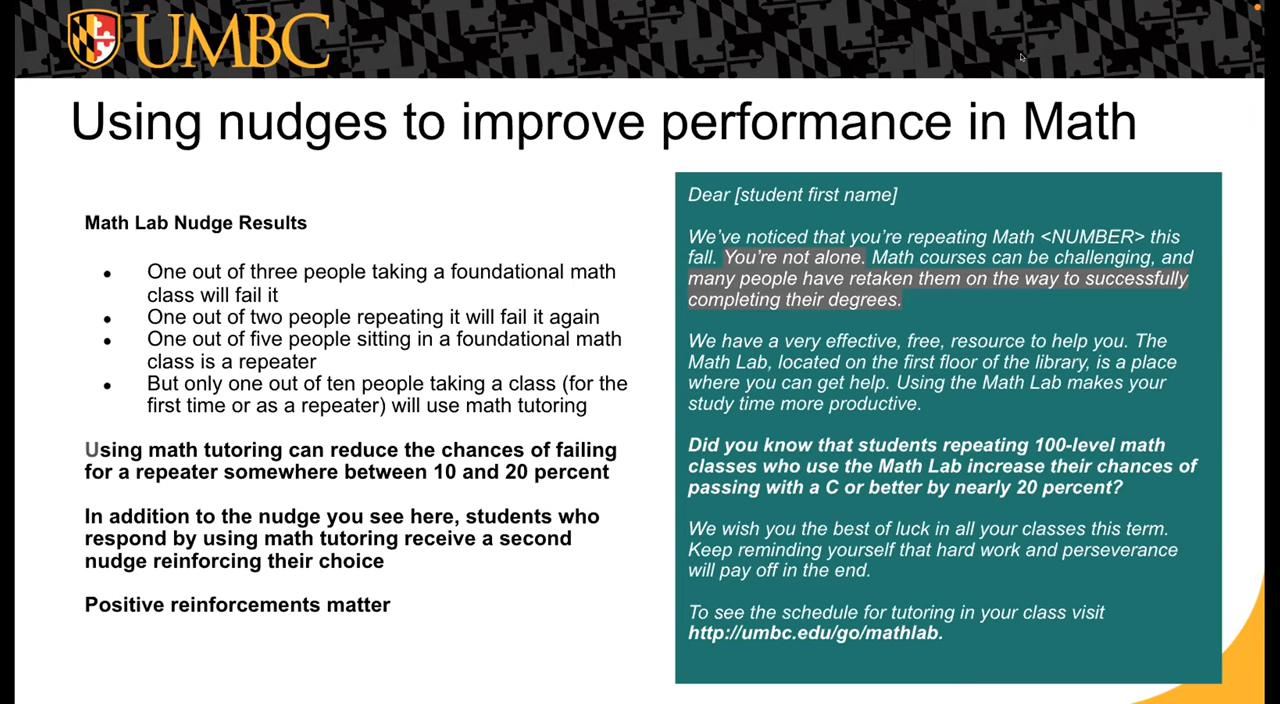 UMBC
Using nudges to improve performance in Math
Math Lab Nudge Results
● One out of three people taking a foundational math
class will fail it
● One out of two people repeating it will fail it again
● One out of five people sitting in a foundational math
class is a repeater
● But only one out of ten people taking a class (for the
first time or as a repeater) will use math tutoring
Using math tutoring can reduce the chances of failing
for a repeater somewhere between 10 and 20 percent
In addition to the nudge you see here, students who
respond by using math tutoring receive a second
nudge reinforcing their choice
Positive reinforcements matter
Dear [student first name]
We've noticed that you're repeating Math <NUMBER> this
fall. You're not alone. Math courses can be challenging, and
many people have retaken them on the way to successfully
completing their degrees.
We have a very effective, free, resource to help you. The
Math Lab, located on the first floor of the library, is a place
where you can get help. Using the Math Lab makes your
study time more productive.
Did you know that students repeating 100-level math
classes who use the Math Lab increase their chances of
passing with a C or better by nearly 20 percent?
We wish you the best of luck in all your classes this term.
Keep reminding yourself that hard work and perseverance
will pay off in the end.
To see the schedule for tutoring in your class visit
http://umbc.edu/go/mathlab.